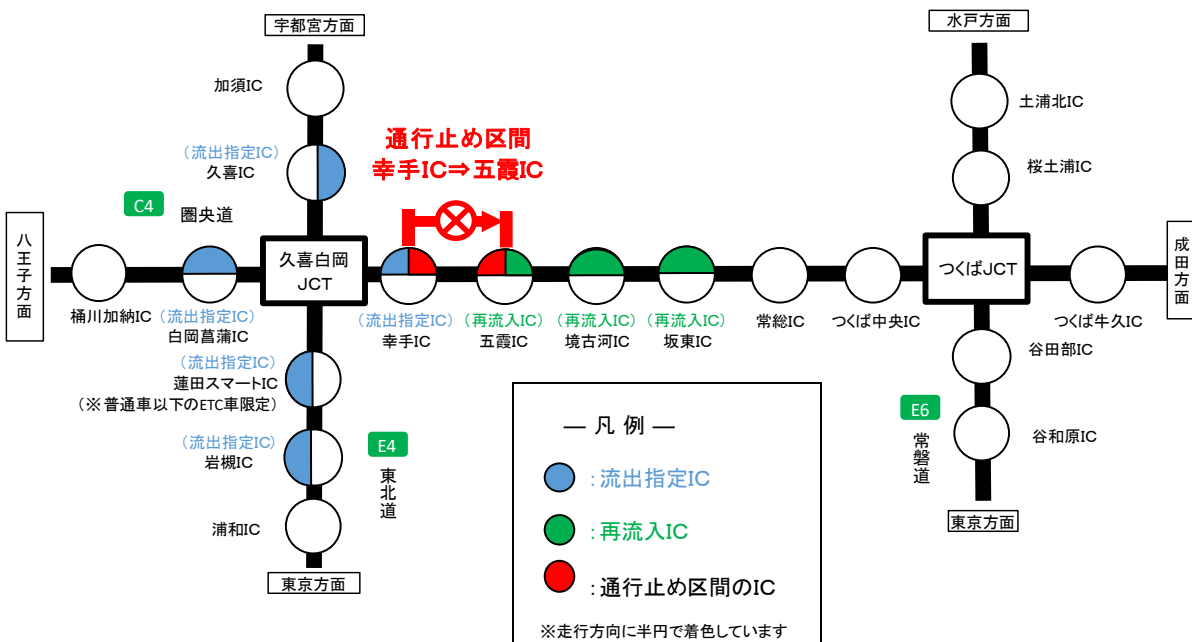 宇都宮方面
水戸方面
加須IC
土浦北IC
通行止め区間
幸手IC⇒五霞IC
(流出指定IC)
久喜IC
桜土浦IC
C4
圏央道
八王子方面
久喜白岡
JCT
つくばJCT
成田方面
桶川加納IC
(流出指定IC)
白岡菖蒲IC
(流出指定IC)
幸手IC
(再流入IC)
五霞IC
(再流入IC)
境古河IC
(再流入IC)
坂東IC
常総IC
つくば中央IC
つくば牛久IC
(流出指定IC)
蓮田スマートIC
(※普通車以下のETC車限定)
谷田部IC
(流出指定IC)
岩槻IC
E4
東北道
E6
常磐道
谷和原IC
浦和IC
東京方面
東京方面
― 凡 例 ―
:流出指定IC
:再流入IC
:通行止め区間のIC
※走行方向に半円で着色しています